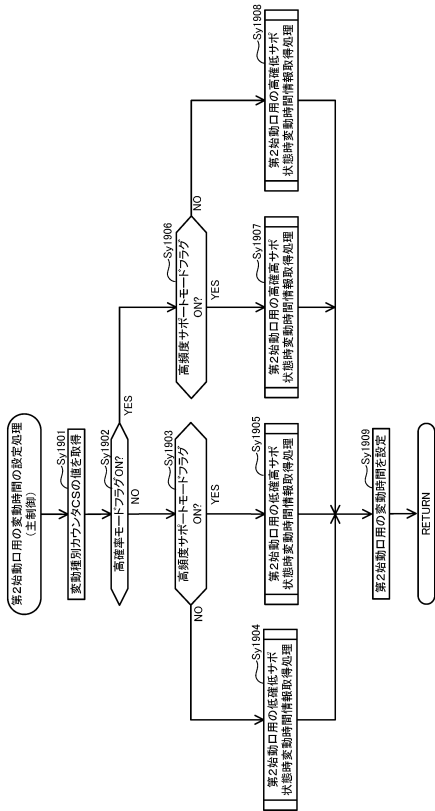 第2始動口用の変動時間の設定処理
(主制御)
Sy1901
変動種別カウンタCSの値を取得
Sy1902
高確率モードフラグON?
YES
NO
Sy1903
高頻度サポートモードフラグ
ON?
NO
YES
Sy1906
高頻度サポートモードフラグ
ON?
NO
YES
Sy1904
第2始動口用の低確低サポ
状態時変動時間情報取得処理
Sy1905
第2始動口用の低確高サポ
状態時変動時間情報取得処理
Sy1907
第2始動口用の高確高サポ
状態時変動時間情報取得処理
Sy1908
第2始動口用の高確低サポ
状態時変動時間情報取得処理
Sy1909
第2始動口用の変動時間を設定
RETURN